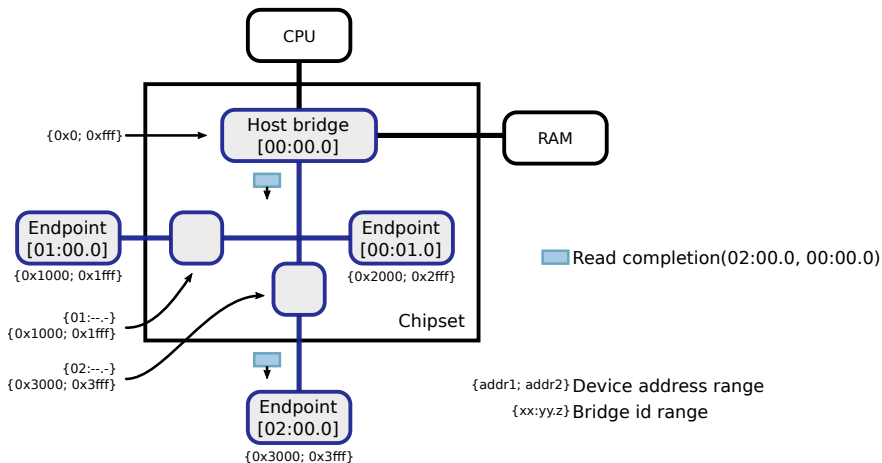 CPU
Host bridge
[00:00.0]
{0x0; 0xfff}
RAM
Endpoint
[01:00.0]
{0x1000; 0x1fff}
Endpoint
[00:01.0]
{0x2000; 0x2fff}
Read completion(02:00.0, 00:00.0)
{01:--.-}
{0x1000; 0x1fff}
Chipset
{02:--.-}
{0x3000; 0x3fff}
Endpoint
[02:00.0]
{0x3000; 0x3fff}
{addr1; addr2} Device address range
{xx:yy.z} Bridge id range